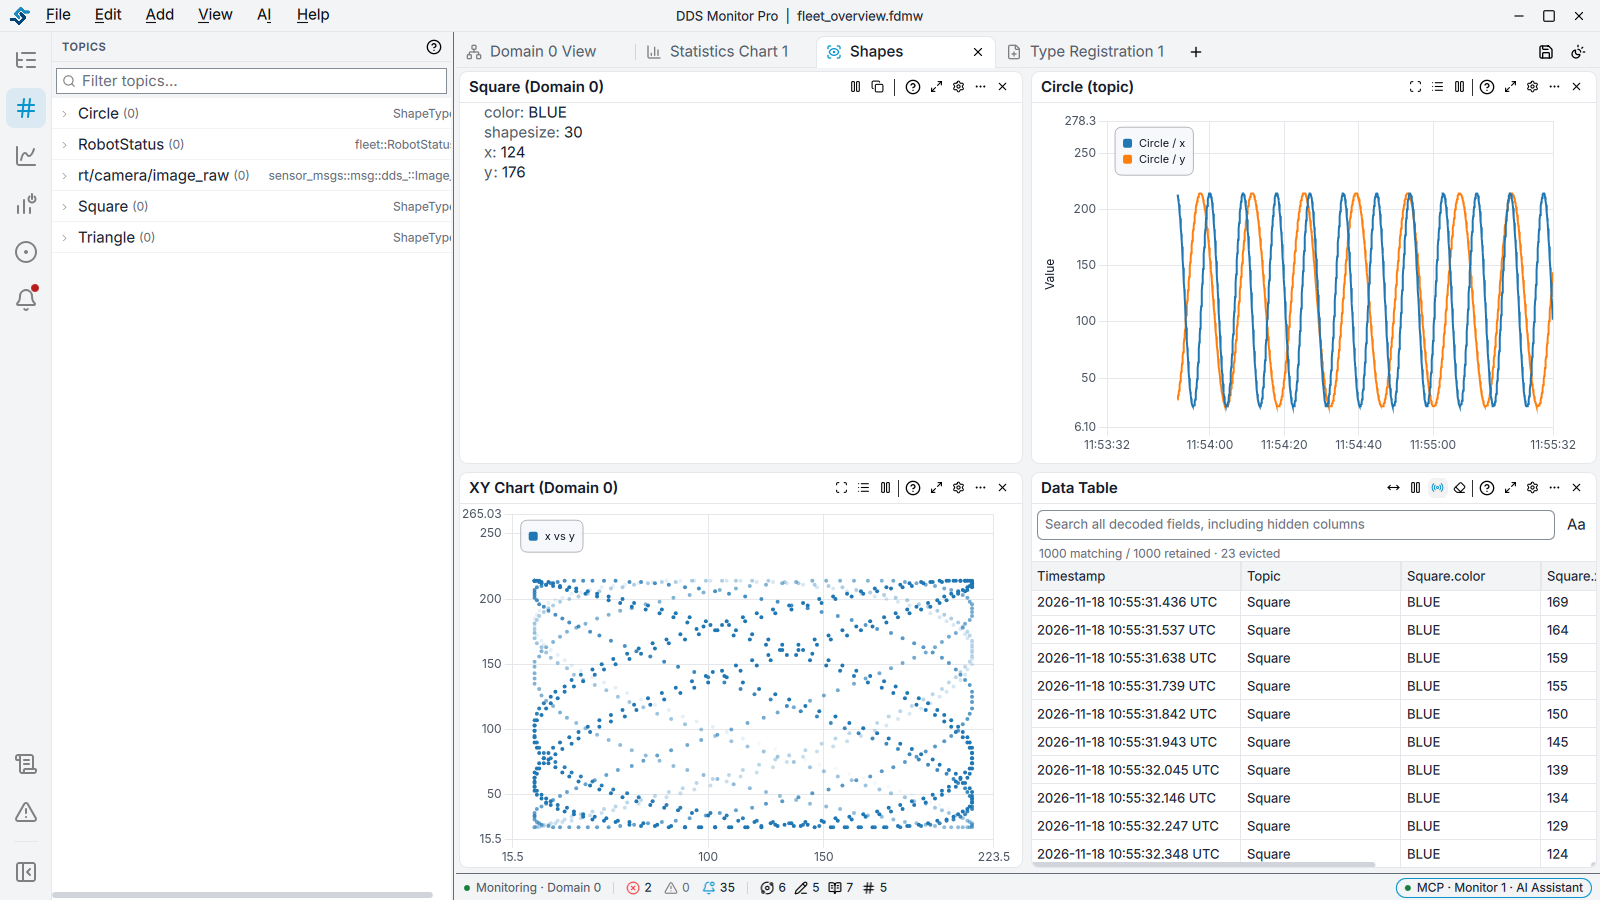 File Edit Add View AI Help
DDS Monitor Pro | fleet_overview.fdmw
TOPICS
Filter topics...
Circle (0) ShapeType
RobotStatus (0) fleet::RobotStatus
rt/camera/image_raw (0) sensor_msgs::msg::dds_::Image_
Square (0) ShapeType
Triangle (0) ShapeType
Domain 0 View
Statistics Chart 1
Shapes
Type Registration 1
Square (Domain 0)
color: BLUE
shapesize: 30
x: 124
y: 176
Circle (topic)
278.3
250
200
150
100
50
6.10
Value
Circle / x
Circle / y
11:53:32 11:54:00 11:54:20 11:54:40 11:55:00 11:55:32
XY Chart (Domain 0)
265.03
250
200
150
100
50
15.5
x vs y
15.5 100 150 223.5
Data Table
Search all decoded fields, including hidden columns
Aa
1000 matching / 1000 retained · 23 evicted
Timestamp Topic Square.color Square.
2026-11-18 10:55:31.436 UTC Square BLUE 169
2026-11-18 10:55:31.537 UTC Square BLUE 164
2026-11-18 10:55:31.638 UTC Square BLUE 159
2026-11-18 10:55:31.739 UTC Square BLUE 155
2026-11-18 10:55:31.842 UTC Square BLUE 150
2026-11-18 10:55:31.943 UTC Square BLUE 145
2026-11-18 10:55:32.045 UTC Square BLUE 139
2026-11-18 10:55:32.146 UTC Square BLUE 134
2026-11-18 10:55:32.247 UTC Square BLUE 129
2026-11-18 10:55:32.348 UTC Square BLUE 124
Monitoring · Domain 0
2 0 35 6 5 7 5
MCP · Monitor 1 · AI Assistant